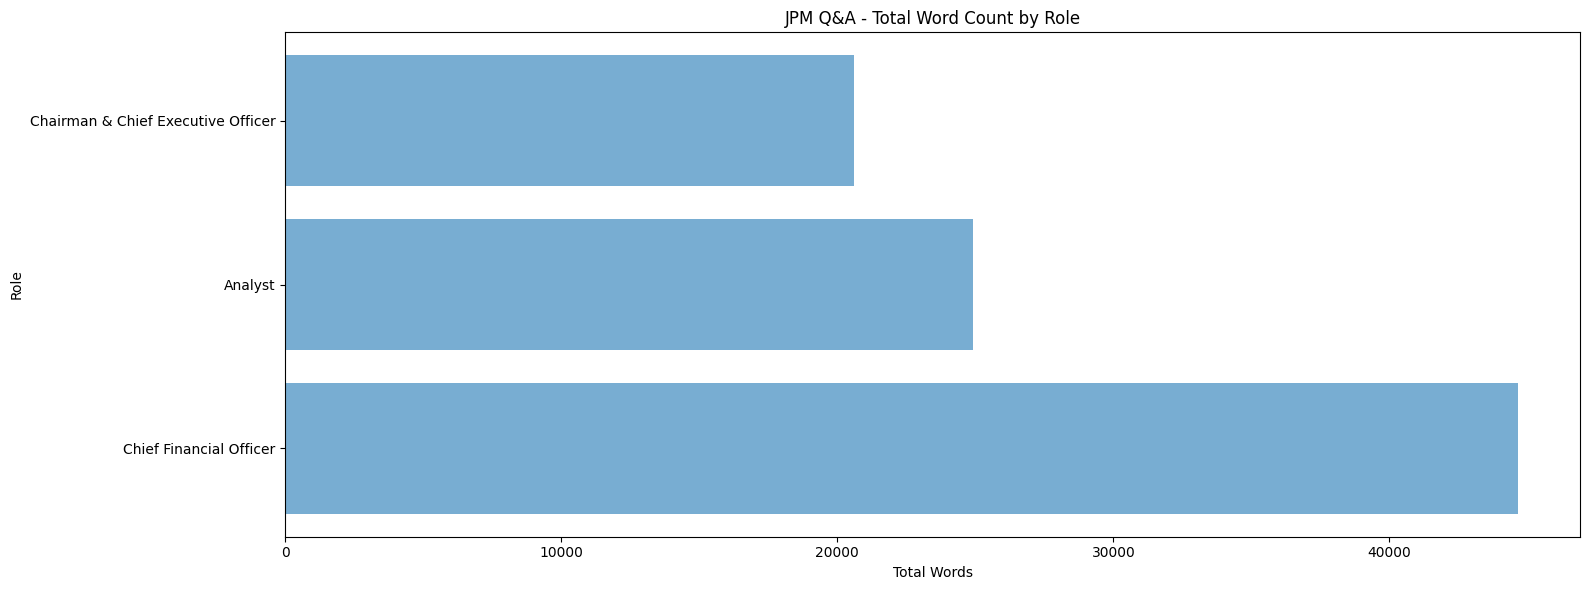 JPM Q&A - Total Word Count by Role
Chairman & Chief Executive Officer
Analyst
Chief Financial Officer
Role
0 10000 20000 30000 40000
Total Words